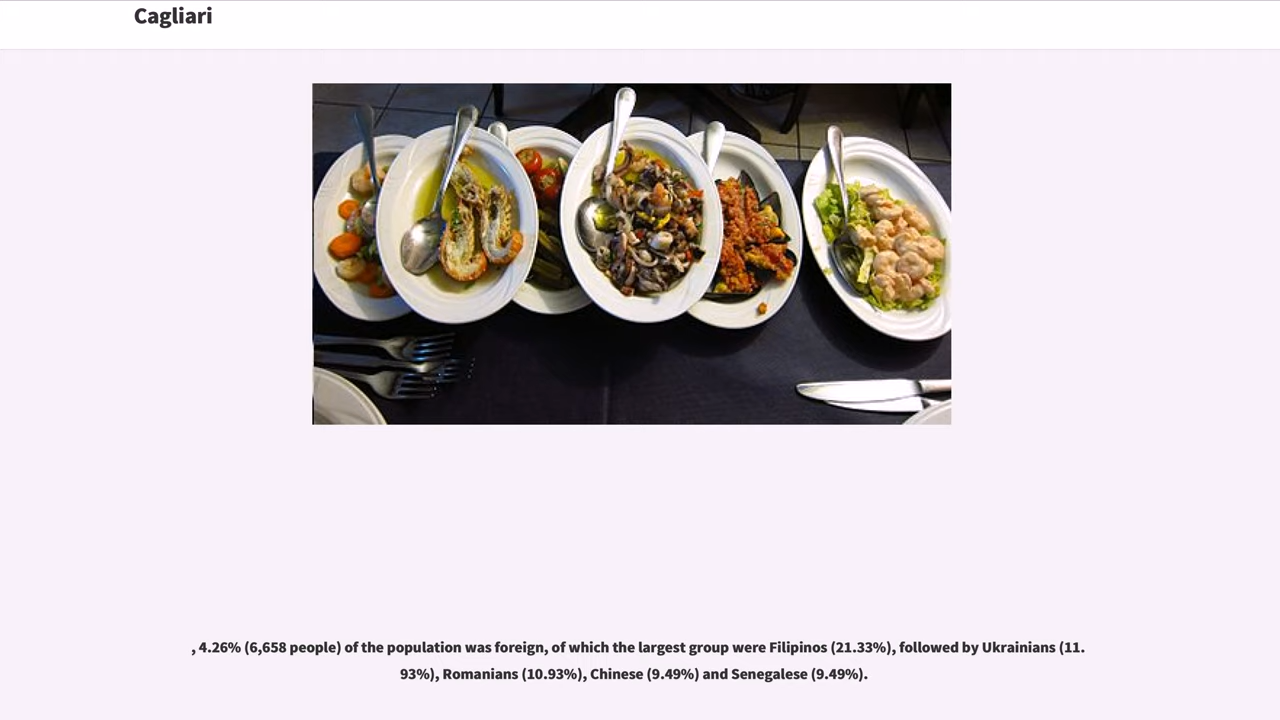 Cagliari
, 4.26% (6,658 people) of the population was foreign, of which the largest group were Filipinos (21.33%), followed by Ukrainians (11.
93%), Romanians (10.93%), Chinese (9.49%) and Senegalese (9.49%).